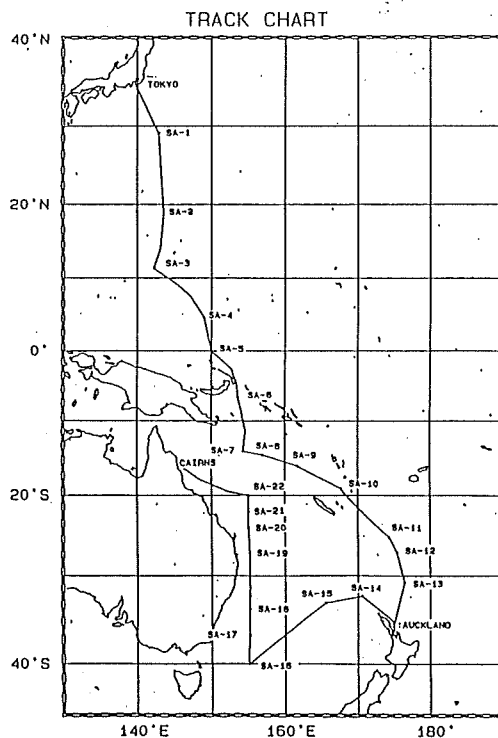 TRACK CHART
40°N
TOKYO
SA-1
20°N
SA-2
SA-3
SA-4
0°
SA-5
SA-6
SA-7
SA-8
SA-9
CAIRNS
SA-10
20°S
SA-22
SA-21
SA-20
SA-11
SA-19
SA-12
SA-13
SA-14
SA-15
SA-16
SA-17
AUCKLAND
40°S
SA-16
140°E
160°E
180°